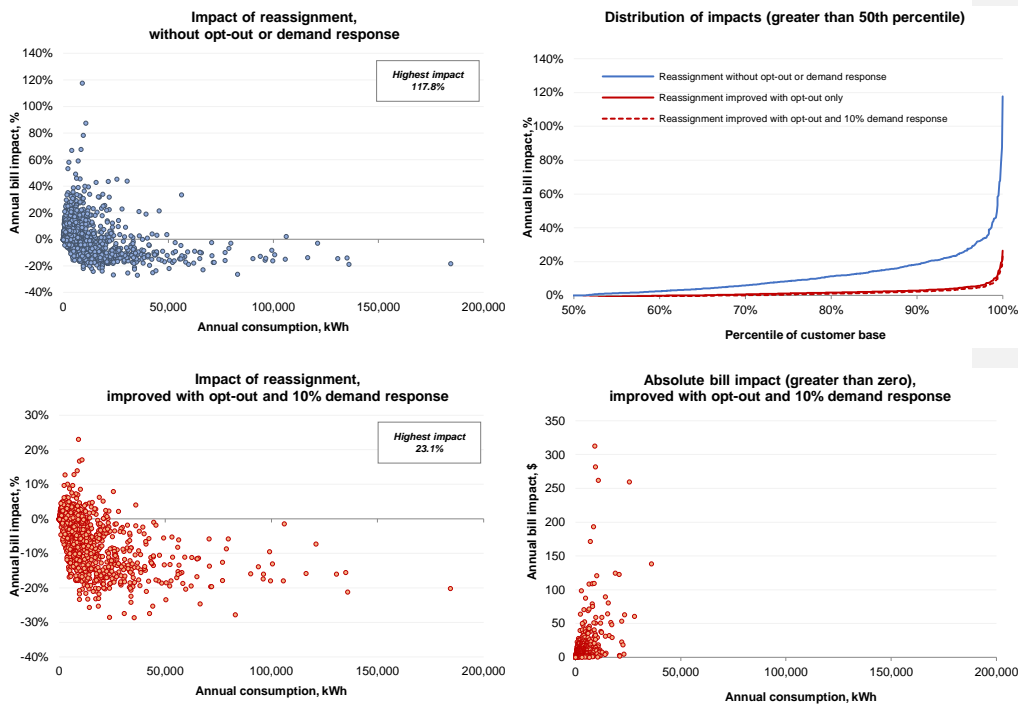 Impact of reassignment,
without opt-out or demand response
140%
120%
100%
80%
60%
40%
20%
0%
-20%
-40%
Annual bill impact, %
Highest impact
117.8%
0
50,000
100,000
150,000
200,000
Annual consumption, kWh
Distribution of impacts (greater than 50th percentile)
140%
120%
100%
80%
60%
40%
20%
0%
Annual bill impact, %
Reassignment without opt-out or demand response
Reassignment improved with opt-out only
Reassignment improved with opt-out and 10% demand response
50%
60%
70%
80%
90%
100%
Percentile of customer base
Impact of reassignment,
improved with opt-out and 10% demand response
30%
20%
10%
0%
-10%
-20%
-30%
-40%
Annual bill impact, %
Highest impact
23.1%
0
50,000
100,000
150,000
200,000
Annual consumption, kWh
Absolute bill impact (greater than zero),
improved with opt-out and 10% demand response
350
300
250
200
150
100
50
0
Annual bill impact, $
0
50,000
100,000
150,000
200,000
Annual consumption, kWh